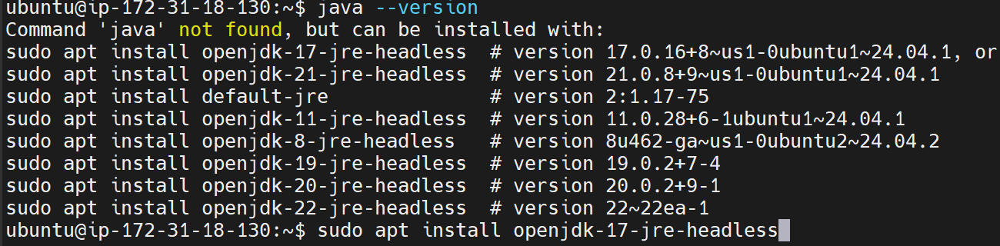 ubuntu@ip-172-31-18-130:~$ java --version
Command 'java' not found, but can be installed with:
sudo apt install openjdk-17-jre-headless  # version 17.0.16+8~us1-0ubuntu1~24.04.1, or
sudo apt install openjdk-21-jre-headless  # version 21.0.8+9~us1-0ubuntu1~24.04.1
sudo apt install default-jre              # version 2:1.17-75
sudo apt install openjdk-11-jre-headless  # version 11.0.28+6-1ubuntu1~24.04.1
sudo apt install openjdk-8-jre-headless   # version 8u462-ga~us1-0ubuntu2~24.04.2
sudo apt install openjdk-19-jre-headless  # version 19.0.2+7-4
sudo apt install openjdk-20-jre-headless  # version 20.0.2+9-1
sudo apt install openjdk-22-jre-headless  # version 22~22ea-1
ubuntu@ip-172-31-18-130:~$ sudo apt install openjdk-17-jre-headless